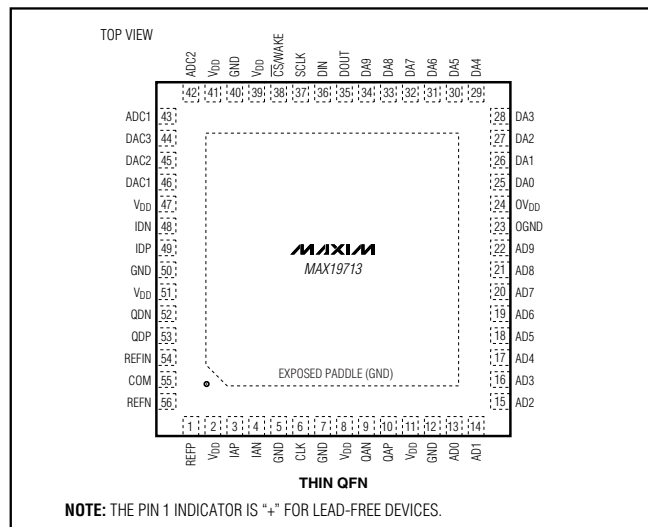 TOP VIEW
ADC2
VDD
GND
VDD
CS/WAKE
SCLK
DIN
DOUT
DA9
DA8
DA7
DA6
DA5
DA4
42 41 40 39 38 37 36 35 34 33 32 31 30 29
ADC1 43
DAC3 44
DAC2 45
DAC1 46
VDD 47
IDN 48
IDP 49
GND 50
VDD 51
QDN 52
QDP 53
REFIN 54
COM 55
REFN 56
28 DA3
27 DA2
26 DA1
25 DA0
24 OVDD
23 OGND
22 AD9
21 AD8
20 AD7
19 AD6
18 AD5
17 AD4
16 AD3
15 AD2
MAXIM
MAX19713
EXPOSED PADDLE (GND)
1 2 3 4 5 6 7 8 9 10 11 12 13 14
REFP
VDD
IAP
IAN
GND
CLK
GND
VDD
QAN
QAP
VDD
GND
AD0
AD1
THIN QFN
NOTE: THE PIN 1 INDICATOR IS “+” FOR LEAD-FREE DEVICES.